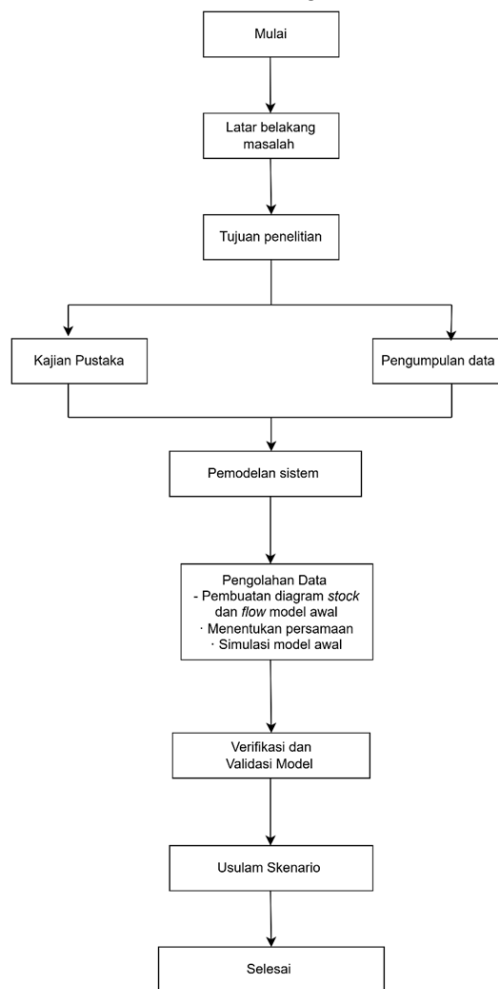 Mulai
Latar belakang
masalah
Tujuan penelitian
Kajian Pustaka
Pengumpulan data
Pemodelan sistem
Pengolahan Data
- Pembuatan diagram stock
dan flow model awal
· Menentukan persamaan
· Simulasi model awal
Verifikasi dan
Validasi Model
Usulam Skenario
Selesai